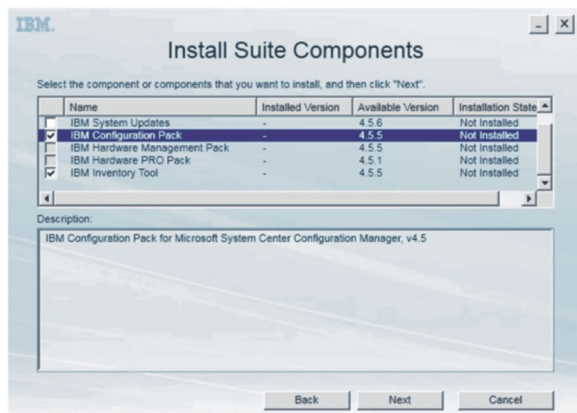 IBM.
Install Suite Components
Select the component or components that you want to install, and then click "Next".
Name Installed Version Available Version Installation State
IBM System Updates - 4.5.6 Not Installed
IBM Configuration Pack - 4.5.5 Not Installed
IBM Hardware Management Pack - 4.5.5 Not Installed
IBM Hardware PRO Pack - 4.5.1 Not Installed
IBM Inventory Tool - 4.5.5 Not Installed
Description:
IBM Configuration Pack for Microsoft System Center Configuration Manager, v4.5
Back Next Cancel